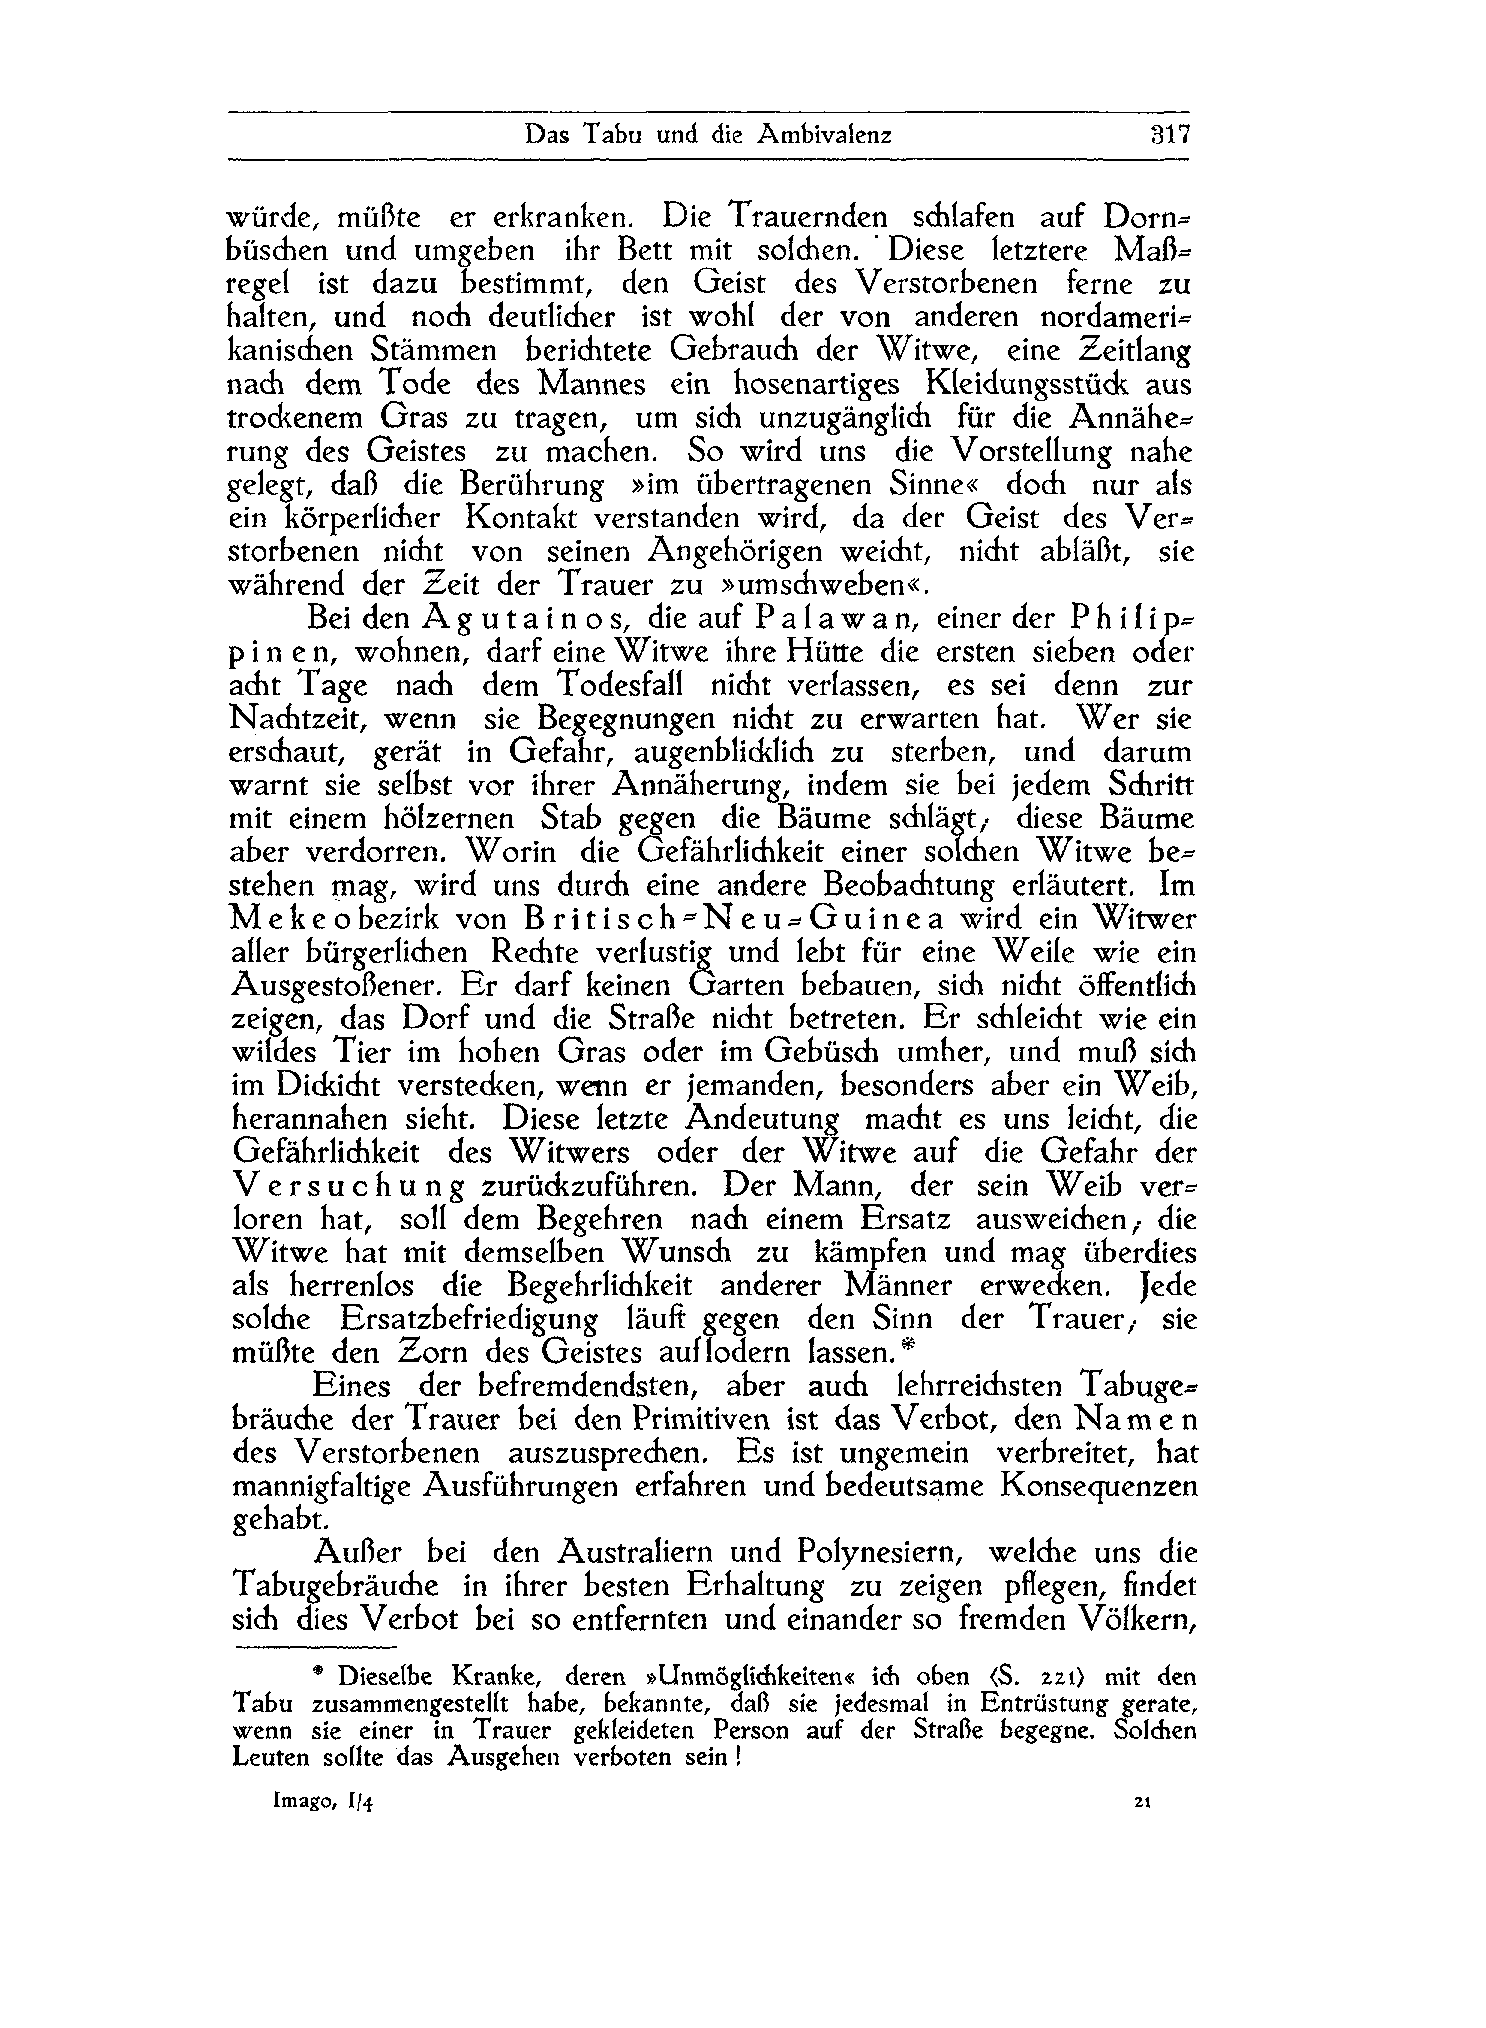 Das Tabu und die Ambivalenz 317
würde, müßte er erkranken. Die Trauernden schlafen auf Dorn-
büschen und umgeben ihr Bett mit solchen. Diese letztere Maß-
regel ist dazu bestimmt, den Geist des Verstorbenen ferne zu
halten, und noch deutlicher ist wohl der von anderen nordameri-
kanischen Stämmen berichtete Gebrauch der Witwe, eine Zeitlang
nach dem Tode des Mannes ein hosenartiges Kleidungsstück aus
trockenem Gras zu tragen, um sich unzugänglich für die Annähe-
rung des Geistes zu machen. So wird uns die Vorstellung nahe
gelegt, daß die Berührung »im übertragenen Sinne« doch nur als
ein körperlicher Kontakt verstanden wird, da der Geist des Ver-
storbenen nicht von seinen Angehörigen weicht, nicht abläßt, sie
während der Zeit der Trauer zu »umschweben«.
Bei den Agutainos, die auf Palawan, einer der Philip-
pinen, wohnen, darf eine Witwe ihre Hütte die ersten sieben oder
acht Tage nach dem Todesfall nicht verlassen, es sei denn zur
Nachtzeit, wenn sie Begegnungen nicht zu erwarten hat. Wer sie
erschaut, gerät in Gefahr, augenblicklich zu sterben, und darum
warnt sie selbst vor ihrer Annäherung, indem sie bei jedem Schritt
mit einem hölzernen Stab gegen die Bäume schlägt; diese Bäume
aber verdorren. Worin die Gefährlichkeit einer solchen Witwe be-
stehen mag, wird uns durch eine andere Beobachtung erläutert. Im
Mekeobezirk von Britisch-Neu-Guinea wird ein Witwer
aller bürgerlichen Rechte verlustig und lebt für eine Weile wie ein
Ausgestoßener. Er darf keinen Garten bebauen, sich nicht öffentlich
zeigen, das Dorf und die Straße nicht betreten. Er schleicht wie ein
wildes Tier im hohen Gras oder im Gebüsch umher, und muß sich
im Dickicht verstecken, wenn er jemanden, besonders aber ein Weib,
herannahen sieht. Diese letzte Andeutung macht es uns leicht, die
Gefährlichkeit des Witwers oder der Witwe auf die Gefahr der
Versuchung zurückzuführen. Der Mann, der sein Weib ver-
loren hat, soll dem Begehren nach einem Ersatz ausweichen; die
Witwe hat mit demselben Wunsch zu kämpfen und mag überdies
als herrenlos die Begehrlichkeit anderer Männer erwecken. Jede
solche Ersatzbefriedigung läuft gegen den Sinn der Trauer; sie
müßte den Zorn des Geistes auflodern lassen.*
Eines der befremdendsten, aber auch lehrreichsten Tabuge-
bräuche der Trauer bei den Primitiven ist das Verbot, den Namen
des Verstorbenen auszusprechen. Es ist ungemein verbreitet, hat
mannigfaltige Ausführungen erfahren und bedeutsame Konsequenzen
gehabt.
Außer bei den Australiern und Polynesiern, welche uns die
Tabugebräuche in ihrer besten Erhaltung zu zeigen pflegen, findet
sich dies Verbot bei so entfernten und einander so fremden Völkern,
* Dieselbe Kranke, deren »Unmöglichkeiten« ich oben (S. 221) mit den
Tabu zusammengestellt habe, bekannte, daß sie jedesmal in Entrüstung gerate,
wenn sie einer in Trauer gekleideten Person auf der Straße begegne. Solchen
Leuten sollte das Ausgehen verboten sein!
Imago, I/4 21